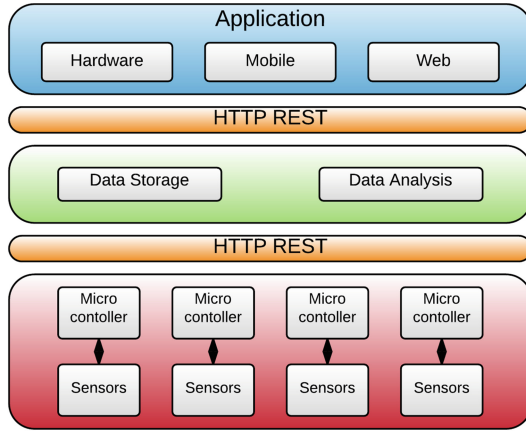 Application
Hardware
Mobile
Web
HTTP REST
Data Storage
Data Analysis
HTTP REST
Micro
contoller
Micro
contoller
Micro
contoller
Micro
contoller
Sensors
Sensors
Sensors
Sensors